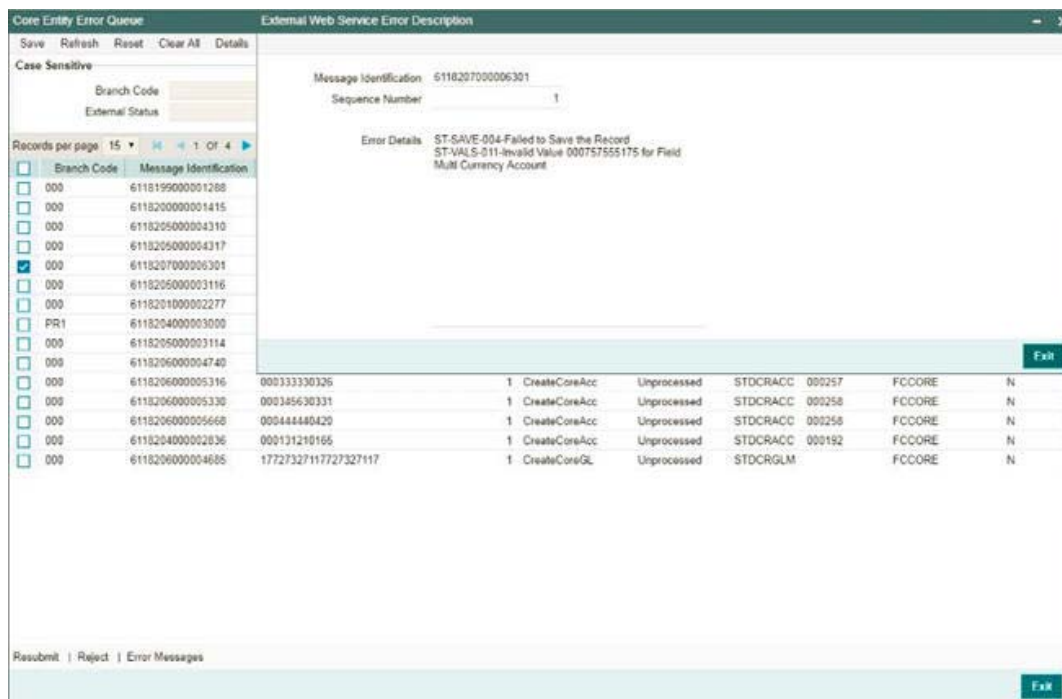 Core Entity Error Queue
External Web Service Error Description
Save Refresh Reset Clear All Details
Case Sensitive
Branch Code
External Status
Message Identification 6118207000006301
Sequence Number 1
Error Details ST-SAVE-004-Failed to Save the Record
ST-VALS-011-Invalid Value 000757555175 for Field
Multi Currency Account
Records per page 15 1 Of 4
Branch Code Message Identification
000 6118199000001288
000 6118200000001415
000 6118205000004310
000 6118205000004317
000 6118207000006301
000 6118205000003116
000 6118201000002277
PR1 6118204000003000
000 6118205000003114
000 6118206000004740
Exit
000 6118206000005316 000333330326 1 CreateCoreAcc Unprocessed STDCRACC 000257 FCCORE N
000 6118206000005330 000345630331 1 CreateCoreAcc Unprocessed STDCRACC 000258 FCCORE N
000 6118206000005668 000444440420 1 CreateCoreAcc Unprocessed STDCRACC 000258 FCCORE N
000 6118204000002836 000131210165 1 CreateCoreAcc Unprocessed STDCRACC 000192 FCCORE N
000 6118206000004685 17727327117727327117 1 CreateCoreGL Unprocessed STDCRGLM FCCORE N
Resubmit | Reject | Error Messages
Exit